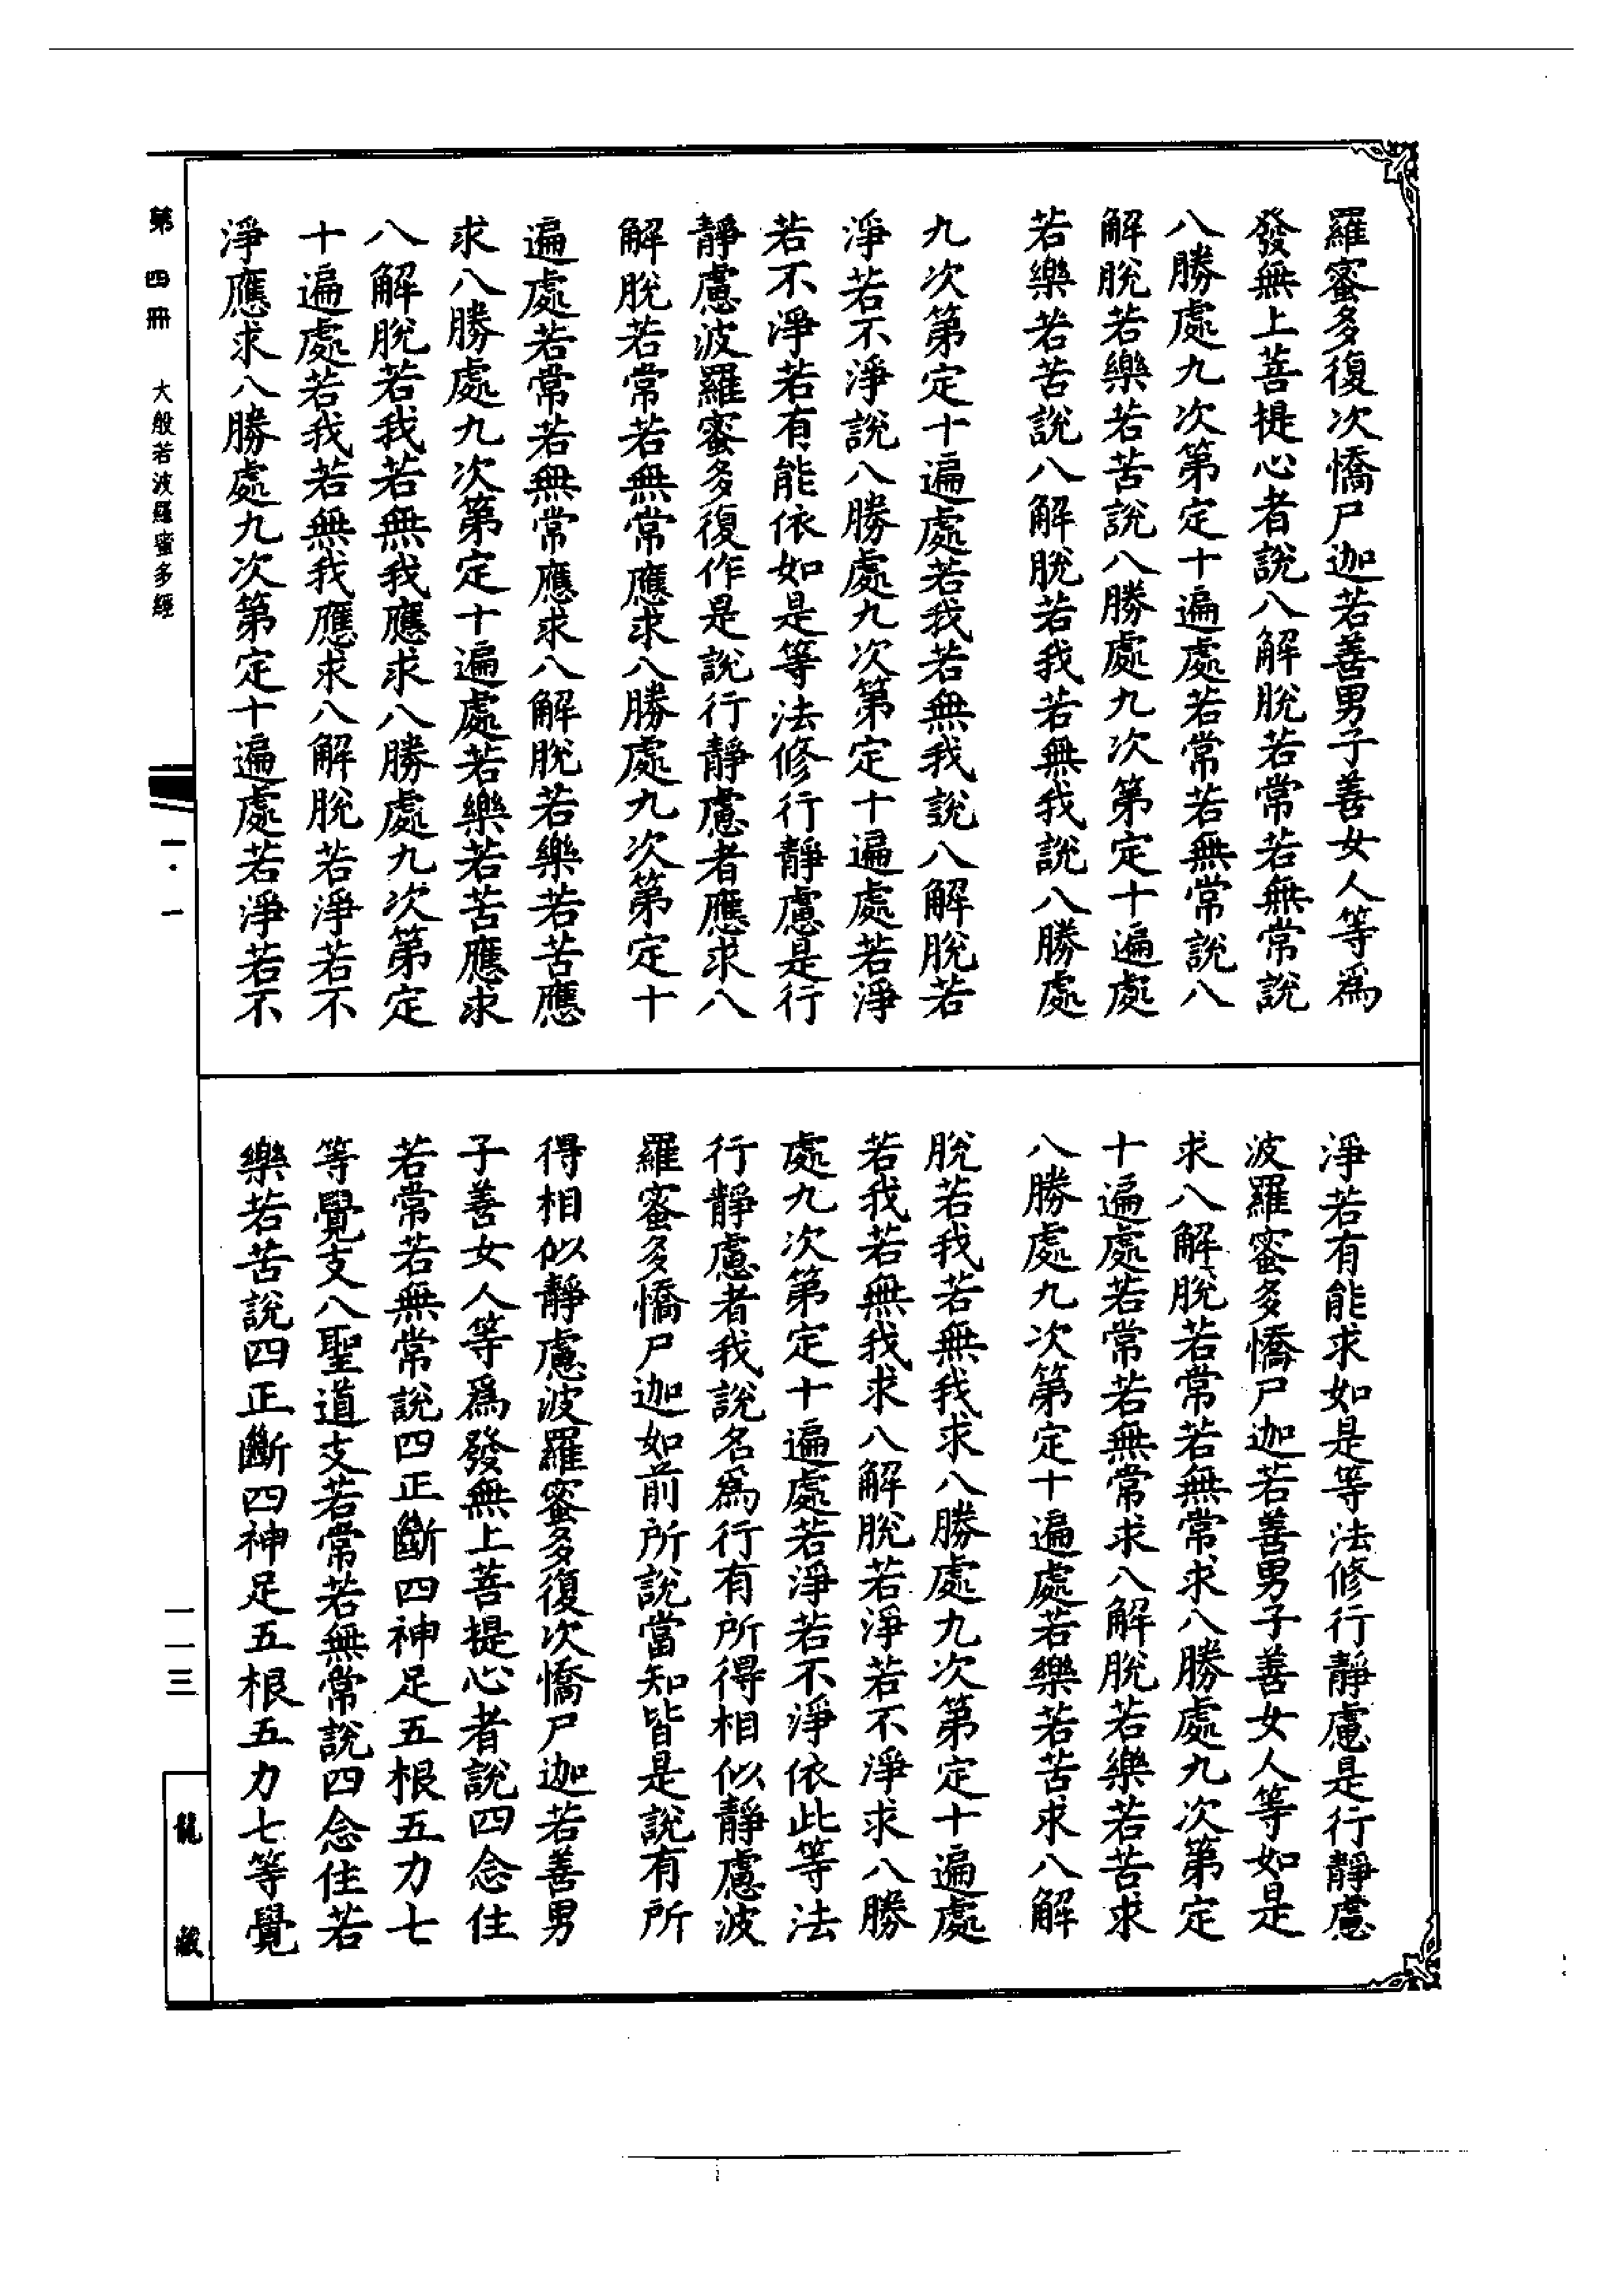 羅蜜多復次憍尸迦若善男子善女人等爲
發無上菩提心者說八解脫若常若無常說
八勝處九次第定十遍處若常若無常說八
解脫若樂若苦說八勝處九次第定十遍處
若樂若苦說八解脫若我若無我說八勝處
九次第定十遍處若我若無我說八解脫若
淨若不淨說八勝處九次第定十遍處若淨
若不淨若有能依如是等法修行靜慮是行
靜慮波羅蜜多復作是說行靜慮者應求八
解脫若常若無常應求八勝處九次第定十
遍處若常若無常應求八解脫若樂若苦應
求八勝處九次第定十遍處若樂若苦應求
八解脫若我若無我應求八勝處九次第定
十遍處若我若無我應求八解脫若淨若不
淨應求八勝處九次第定十遍處若淨若不
淨若有能求如是等法修行靜慮是行靜慮
波羅蜜多憍尸迦若善男子善女人等如是
求八解脫若常若無常求八勝處九次第定
十遍處若常若無常求八解脫若樂若苦求
八勝處九次第定十遍處若樂若苦求八解
脫若我若無我求八勝處九次第定十遍處
若我若無我求八解脫若淨若不淨求八勝
處九次第定十遍處若淨若不淨依此等法
行靜慮者我說名爲行有所得相似靜慮波
羅蜜多憍尸迦如前所說當知皆是說有所
得相似靜慮波羅蜜多復次憍尸迦若善男
子善女人等爲發無上菩提心者說四念住
若常若無常說四正斷四神足五根五力七
等覺支八聖道支若常若無常說四念住若
樂若苦說四正斷四神足五根五力七等覺
第四冊 大般若波羅蜜多經
一·一
一一三
龍藏